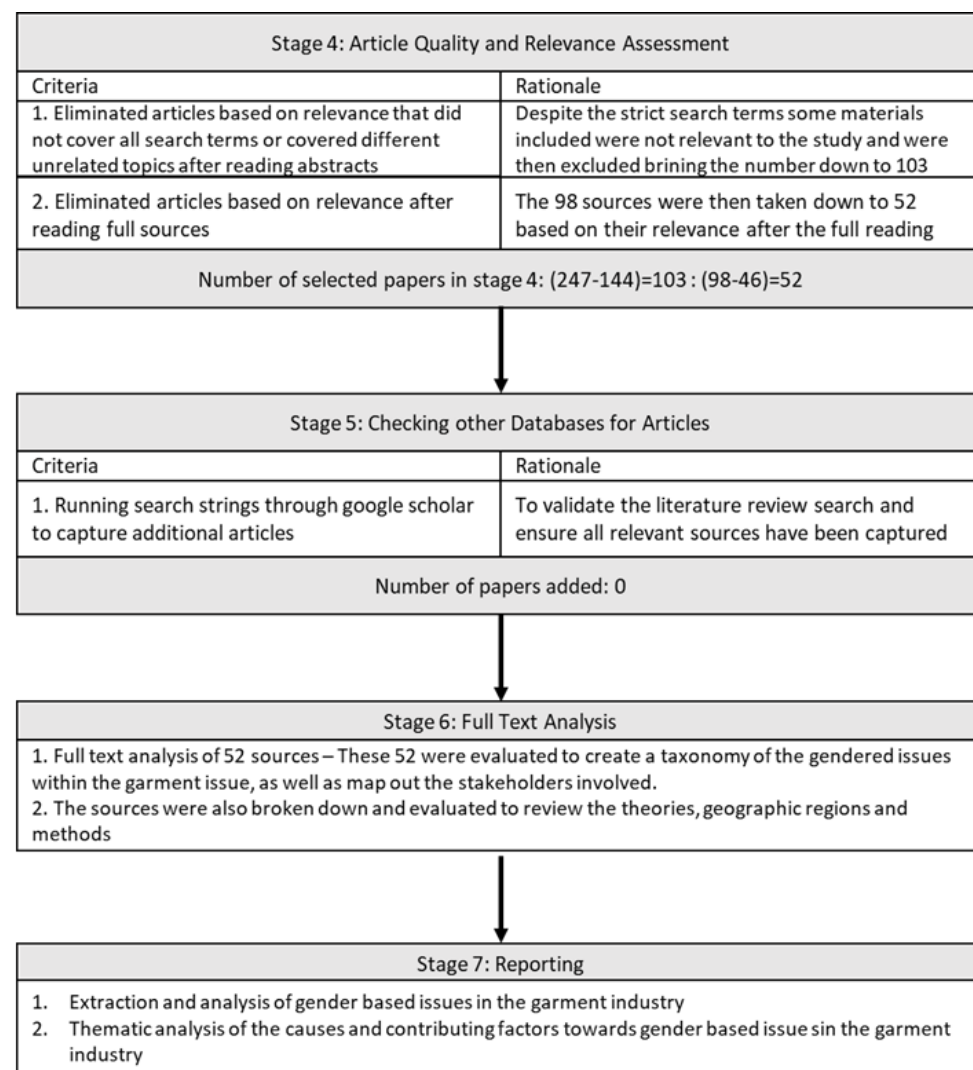 Stage 4: Article Quality and Relevance Assessment
Criteria
Rationale
1. Eliminated articles based on relevance that did
not cover all search terms or covered different
unrelated topics after reading abstracts
Despite the strict search terms some materials
included were not relevant to the study and were
then excluded brining the number down to 103
2. Eliminated articles based on relevance after
reading full sources
The 98 sources were then taken down to 52
based on their relevance after the full reading
Number of selected papers in stage 4: (247-144)=103 : (98-46)=52
Stage 5: Checking other Databases for Articles
Criteria
Rationale
1. Running search strings through google scholar
to capture additional articles
To validate the literature review search and
ensure all relevant sources have been captured
Number of papers added: 0
Stage 6: Full Text Analysis
1. Full text analysis of 52 sources – These 52 were evaluated to create a taxonomy of the gendered issues
within the garment issue, as well as map out the stakeholders involved.
2. The sources were also broken down and evaluated to review the theories, geographic regions and
methods
Stage 7: Reporting
1. Extraction and analysis of gender based issues in the garment industry
2. Thematic analysis of the causes and contributing factors towards gender based issue sin the garment
industry